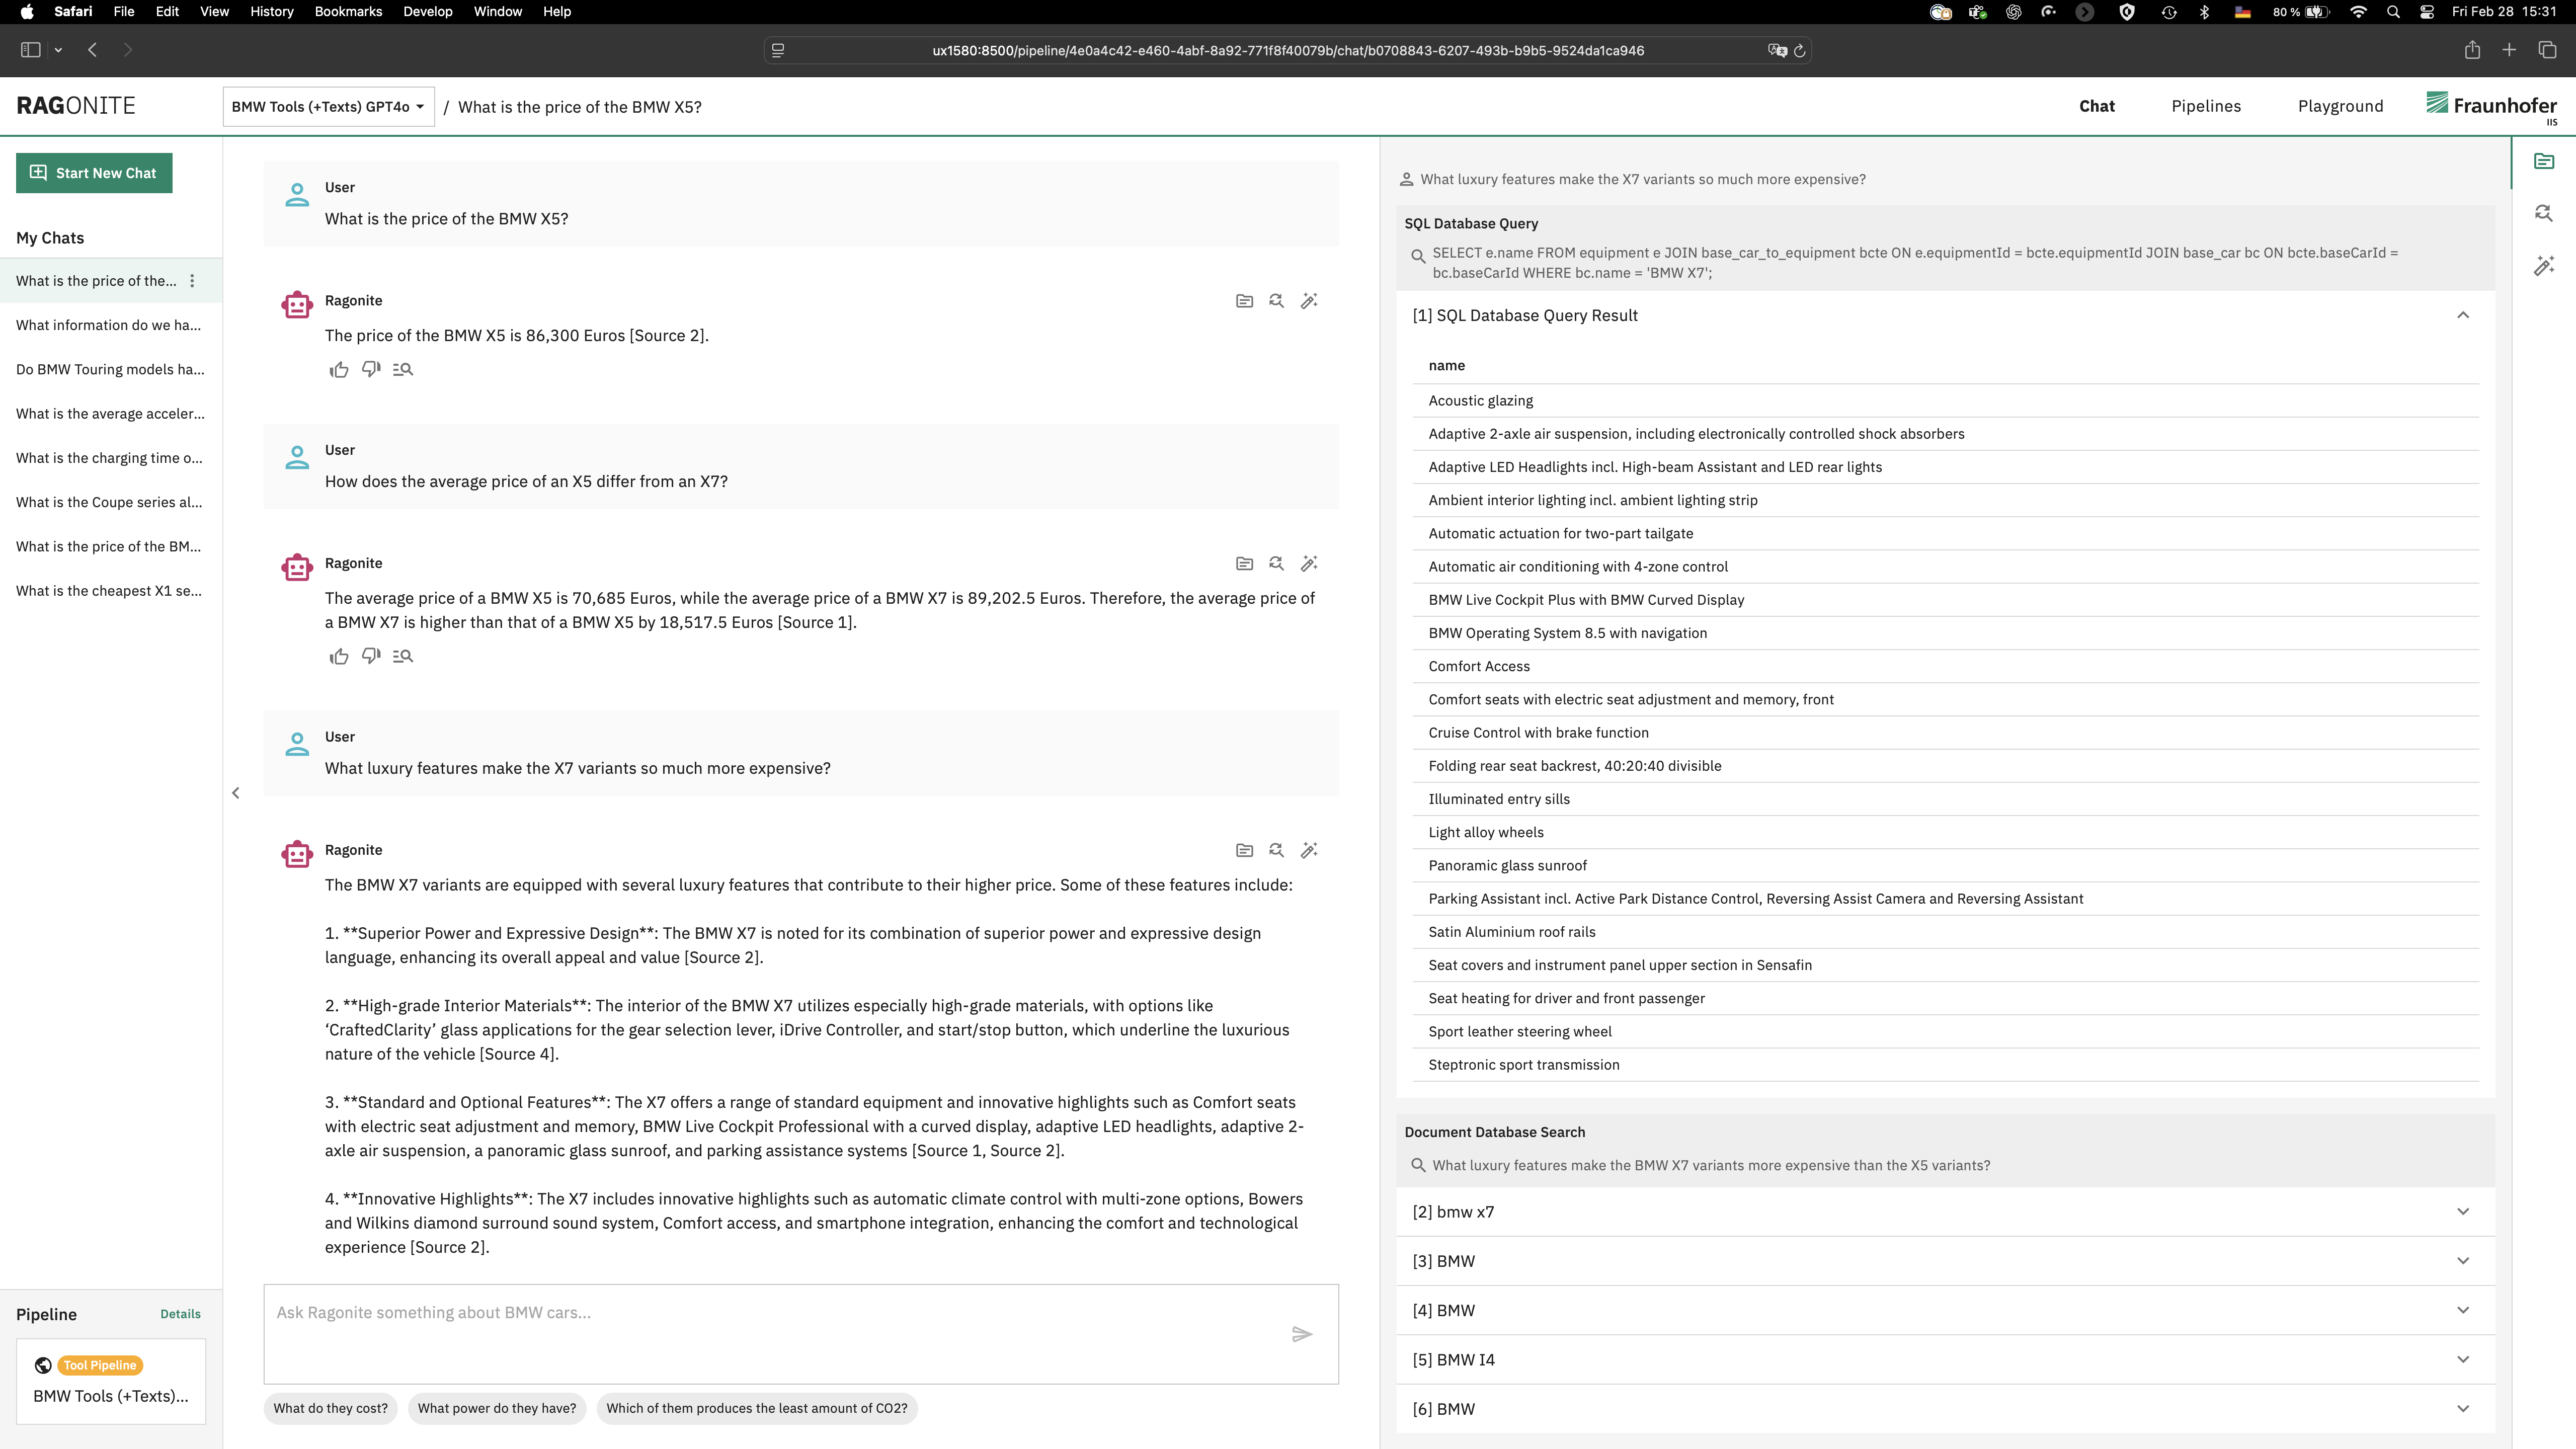 Safari File Edit View History Bookmarks Develop Window Help 80 % Fri Feb 28 15:31
ux1580:8500/pipeline/4e0a4c42-e460-4abf-8a92-771f8f40079b/chat/b0708843-6207-493b-b9b5-9524da1ca946
RAGONITE
BMW Tools (+Texts) GPT4o / What is the price of the BMW X5?
Chat Pipelines Playground
Fraunhofer
IIS
Start New Chat
My Chats
What is the price of the...
What information do we ha...
Do BMW Touring models ha...
What is the average acceler...
What is the charging time o...
What is the Coupe series al...
What is the price of the BM...
What is the cheapest X1 se...
Pipeline Details
Tool Pipeline
BMW Tools (+Texts)...
User
What is the price of the BMW X5?
Ragonite
The price of the BMW X5 is 86,300 Euros [Source 2].
User
How does the average price of an X5 differ from an X7?
Ragonite
The average price of a BMW X5 is 70,685 Euros, while the average price of a BMW X7 is 89,202.5 Euros. Therefore, the average price of
a BMW X7 is higher than that of a BMW X5 by 18,517.5 Euros [Source 1].
User
What luxury features make the X7 variants so much more expensive?
Ragonite
The BMW X7 variants are equipped with several luxury features that contribute to their higher price. Some of these features include:
1. **Superior Power and Expressive Design**: The BMW X7 is noted for its combination of superior power and expressive design
language, enhancing its overall appeal and value [Source 2].
2. **High-grade Interior Materials**: The interior of the BMW X7 utilizes especially high-grade materials, with options like
‘CraftedClarity’ glass applications for the gear selection lever, iDrive Controller, and start/stop button, which underline the luxurious
nature of the vehicle [Source 4].
3. **Standard and Optional Features**: The X7 offers a range of standard equipment and innovative highlights such as Comfort seats
with electric seat adjustment and memory, BMW Live Cockpit Professional with a curved display, adaptive LED headlights, adaptive 2-
axle air suspension, a panoramic glass sunroof, and parking assistance systems [Source 1, Source 2].
4. **Innovative Highlights**: The X7 includes innovative highlights such as automatic climate control with multi-zone options, Bowers
and Wilkins diamond surround sound system, Comfort access, and smartphone integration, enhancing the comfort and technological
experience [Source 2].
Ask Ragonite something about BMW cars...
What do they cost? What power do they have? Which of them produces the least amount of CO2?
What luxury features make the X7 variants so much more expensive?
SQL Database Query
SELECT e.name FROM equipment e JOIN base_car_to_equipment bcte ON e.equipmentId = bcte.equipmentId JOIN base_car bc ON bcte.baseCarId =
bc.baseCarId WHERE bc.name = 'BMW X7';
[1] SQL Database Query Result
name
Acoustic glazing
Adaptive 2-axle air suspension, including electronically controlled shock absorbers
Adaptive LED Headlights incl. High-beam Assistant and LED rear lights
Ambient interior lighting incl. ambient lighting strip
Automatic actuation for two-part tailgate
Automatic air conditioning with 4-zone control
BMW Live Cockpit Plus with BMW Curved Display
BMW Operating System 8.5 with navigation
Comfort Access
Comfort seats with electric seat adjustment and memory, front
Cruise Control with brake function
Folding rear seat backrest, 40:20:40 divisible
Illuminated entry sills
Light alloy wheels
Panoramic glass sunroof
Parking Assistant incl. Active Park Distance Control, Reversing Assist Camera and Reversing Assistant
Satin Aluminium roof rails
Seat covers and instrument panel upper section in Sensafin
Seat heating for driver and front passenger
Sport leather steering wheel
Steptronic sport transmission
Document Database Search
What luxury features make the BMW X7 variants more expensive than the X5 variants?
[2] bmw x7
[3] BMW
[4] BMW
[5] BMW I4
[6] BMW